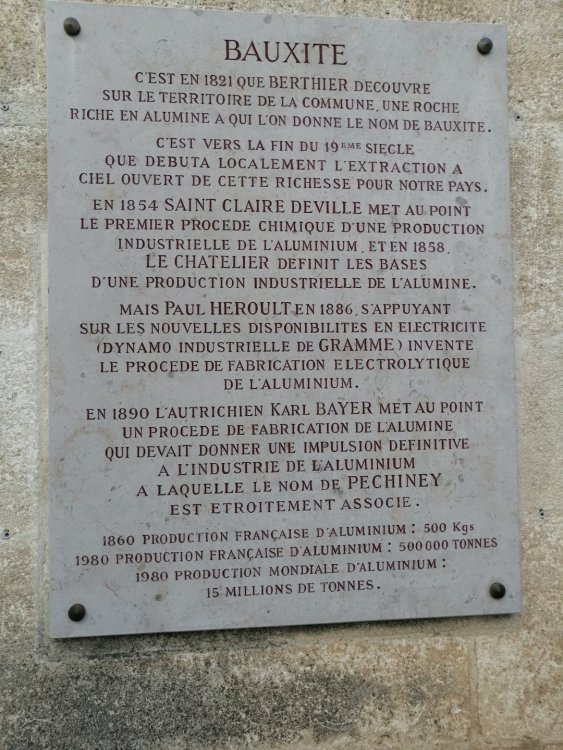 BAUXITE
C'EST EN 1821 QUE BERTHIER DECOUVRE
SUR LE TERRITOIRE DE LA COMMUNE, UNE ROCHE
RICHE EN ALUMINE A QUI L'ON DONNE LE NOM DE BAUXITE.
C'EST VERS LA FIN DU 19EME SIECLE
QUE DEBUTA LOCALEMENT L'EXTRACTION A
CIEL OUVERT DE CETTE RICHESSE POUR NOTRE PAYS.
EN 1854 SAINT CLAIRE DEVILLE MET AU POINT
LE PREMIER PROCEDE CHIMIQUE D'UNE PRODUCTION
INDUSTRIELLE DE L'ALUMINIUM, ET EN 1858,
LE CHATELIER DEFINIT LES BASES
D'UNE PRODUCTION INDUSTRIELLE DE L'ALUMINE.
MAIS PAUL HEROULT EN 1886, S'APPUYANT
SUR LES NOUVELLES DISPONIBILITES EN ELECTRICITE
(DYNAMO INDUSTRIELLE DE GRAMME) INVENTE
LE PROCEDE DE FABRICATION ELECTROLYTIQUE
DE L'ALUMINIUM.
EN 1890 L'AUTRICHIEN KARL BAYER MET AU POINT
UN PROCEDE DE FABRICATION DE L'ALUMINE
QUI DEVAIT DONNER UNE IMPULSION DEFINITIVE
A L'INDUSTRIE DE L'ALUMINIUM
A LAQUELLE LE NOM DE PECHINEY
EST ETROITEMENT ASSOCIE.
1860 PRODUCTION FRANÇAISE D'ALUMINIUM : 500 Kgs
1980 PRODUCTION FRANÇAISE D'ALUMINIUM : 500 000 TONNES
1980 PRODUCTION MONDIALE D'ALUMINIUM :
15 MILLIONS DE TONNES.